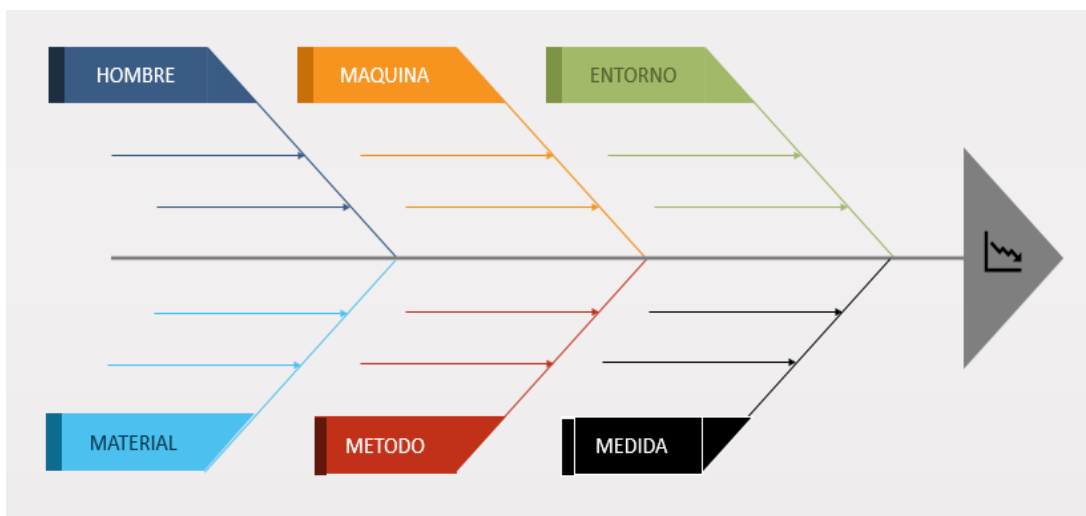 HOMBRE
MAQUINA
ENTORNO
MATERIAL
METODO
MEDIDA